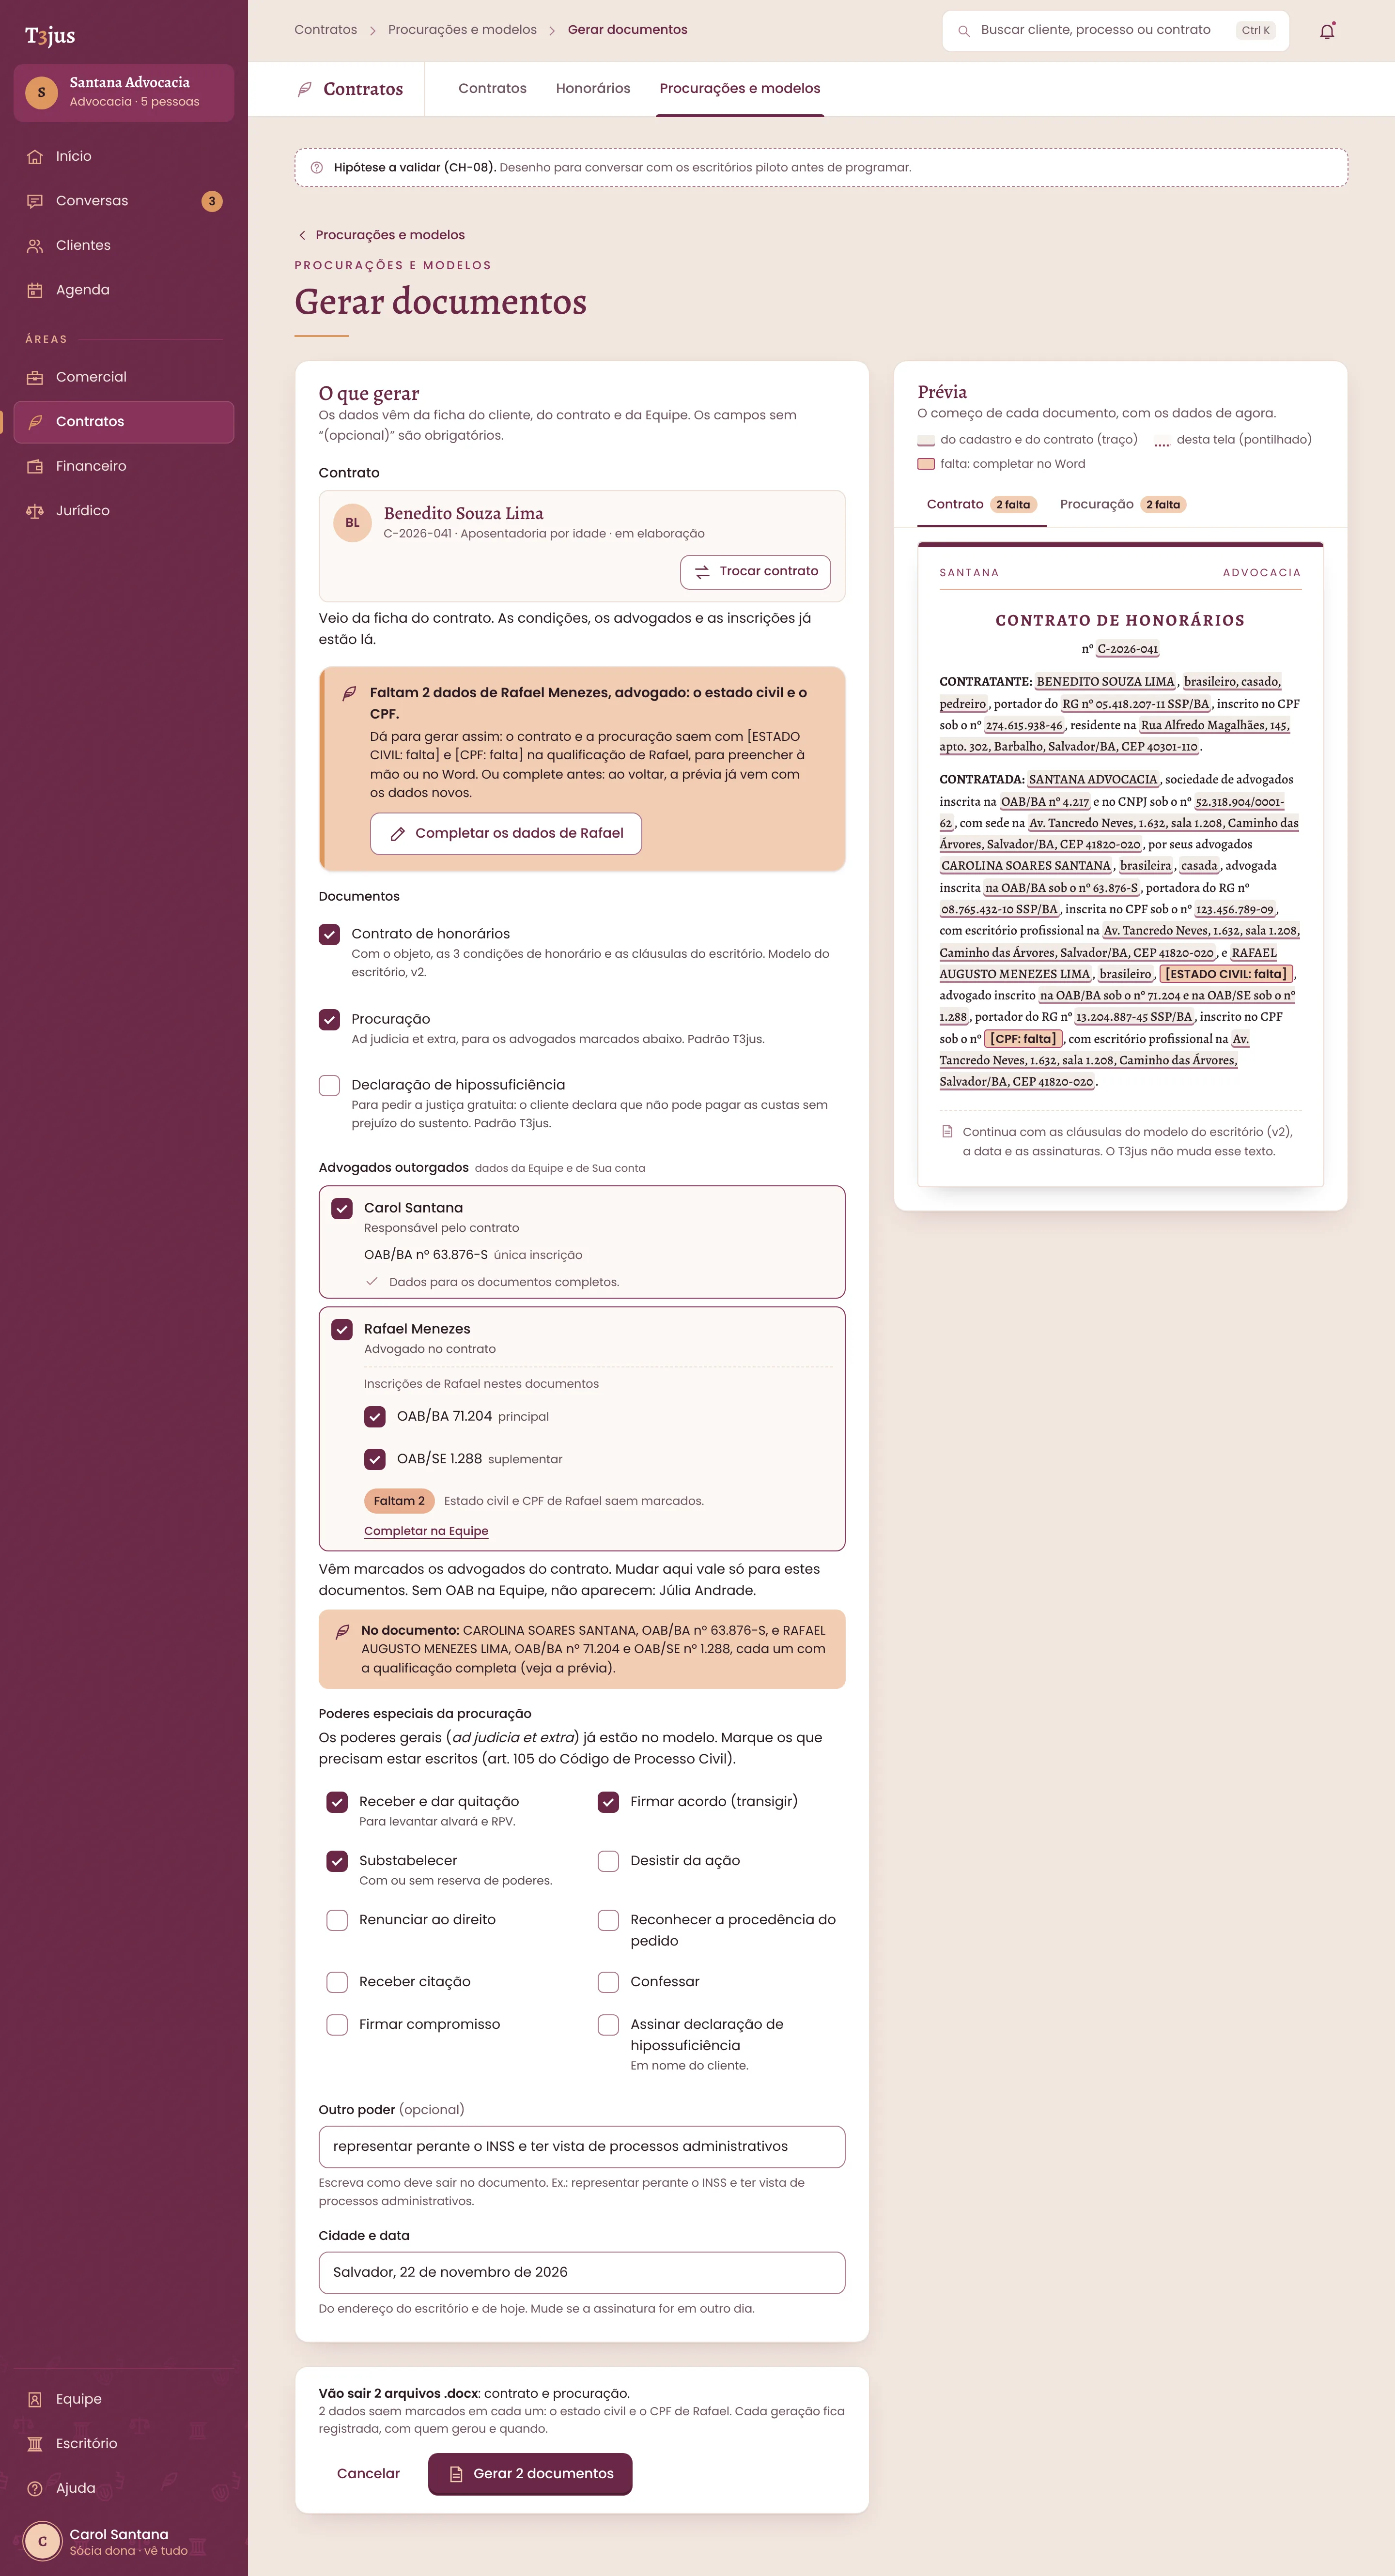 T3jus
S
Santana Advocacia
Advocacia · 5 pessoas
Início
Conversas
3
Clientes
Agenda
ÁREAS
Comercial
Contratos
Financeiro
Jurídico
Equipe
Escritório
Ajuda
C
Carol Santana
Sócia dona · vê tudo
Contratos > Procurações e modelos > Gerar documentos
Buscar cliente, processo ou contrato
Ctrl K
Contratos
Contratos
Honorários
Procurações e modelos
Hipótese a validar (CH-08). Desenho para conversar com os escritórios piloto antes de programar.
Procurações e modelos
PROCURAÇÕES E MODELOS
Gerar documentos
O que gerar
Os dados vêm da ficha do cliente, do contrato e da Equipe. Os campos sem
“(opcional)” são obrigatórios.
Contrato
BL
Benedito Souza Lima
C-2026-041 · Aposentadoria por idade · em elaboração
Trocar contrato
Veio da ficha do contrato. As condições, os advogados e as inscrições já
estão lá.
Faltam 2 dados de Rafael Menezes, advogado: o estado civil e o
CPF.
Dá para gerar assim: o contrato e a procuração saem com [ESTADO
CIVIL: falta] e [CPF: falta] na qualificação de Rafael, para preencher à
mão ou no Word. Ou complete antes: ao voltar, a prévia já vem com
os dados novos.
Completar os dados de Rafael
Documentos
Contrato de honorários
Com o objeto, as 3 condições de honorário e as cláusulas do escritório. Modelo do
escritório, v2.
Procuração
Ad judicia et extra, para os advogados marcados abaixo. Padrão T3jus.
Declaração de hipossuficiência
Para pedir a justiça gratuita: o cliente declara que não pode pagar as custas sem
prejuízo do sustento. Padrão T3jus.
Advogados outorgados dados da Equipe e de Sua conta
Carol Santana
Responsável pelo contrato
OAB/BA nº 63.876-S única inscrição
Dados para os documentos completos.
Rafael Menezes
Advogado no contrato
Inscrições de Rafael nestes documentos
OAB/BA 71.204 principal
OAB/SE 1.288 suplementar
Faltam 2
Estado civil e CPF de Rafael saem marcados.
Completar na Equipe
Vêm marcados os advogados do contrato. Mudar aqui vale só para estes
documentos. Sem OAB na Equipe, não aparecem: Júlia Andrade.
No documento: CAROLINA SOARES SANTANA, OAB/BA nº 63.876-S, e RAFAEL
AUGUSTO MENEZES LIMA, OAB/BA nº 71.204 e OAB/SE nº 1.288, cada um com
a qualificação completa (veja a prévia).
Poderes especiais da procuração
Os poderes gerais (ad judicia et extra) já estão no modelo. Marque os que
precisam estar escritos (art. 105 do Código de Processo Civil).
Receber e dar quitação
Para levantar alvará e RPV.
Firmar acordo (transigir)
Substabelecer
Com ou sem reserva de poderes.
Desistir da ação
Renunciar ao direito
Reconhecer a procedência do
pedido
Receber citação
Confessar
Firmar compromisso
Assinar declaração de
hipossuficiência
Em nome do cliente.
Outro poder (opcional)
representar perante o INSS e ter vista de processos administrativos
Escreva como deve sair no documento. Ex.: representar perante o INSS e ter vista de
processos administrativos.
Cidade e data
Salvador, 22 de novembro de 2026
Do endereço do escritório e de hoje. Mude se a assinatura for em outro dia.
Vão sair 2 arquivos .docx: contrato e procuração.
2 dados saem marcados em cada um: o estado civil e o CPF de Rafael. Cada geração fica
registrada, com quem gerou e quando.
Cancelar
Gerar 2 documentos
Prévia
O começo de cada documento, com os dados de agora.
do cadastro e do contrato (traço)
desta tela (pontilhado)
falta: completar no Word
Contrato
2 falta
Procuração
2 falta
SANTANA
ADVOCACIA
CONTRATO DE HONORÁRIOS
nº C-2026-041
CONTRATANTE: BENEDITO SOUZA LIMA, brasileiro, casado,
pedreiro, portador do RG nº 05.418.207-11 SSP/BA, inscrito no CPF
sob o nº 274.615.938-46, residente na Rua Alfredo Magalhães, 145,
apto. 302, Barbalho, Salvador/BA, CEP 40301-110.
CONTRATADA: SANTANA ADVOCACIA, sociedade de advogados
inscrita na OAB/BA nº 4.217 e no CNPJ sob o nº 52.318.904/0001-
62, com sede na Av. Tancredo Neves, 1.632, sala 1.208, Caminho das
Árvores, Salvador/BA, CEP 41820-020, por seus advogados
CAROLINA SOARES SANTANA, brasileira, casada, advogada
inscrita na OAB/BA sob o nº 63.876-S, portadora do RG nº
08.765.432-10 SSP/BA, inscrito no CPF sob o nº 123.456.789-09,
com escritório profissional na Av. Tancredo Neves, 1.632, sala 1.208,
Caminho das Árvores, Salvador/BA, CEP 41820-020, e RAFAEL
AUGUSTO MENEZES LIMA, brasileiro, [ESTADO CIVIL: falta],
advogado inscrito na OAB/BA sob o nº 71.204 e na OAB/SE sob o nº
1.288, portador do RG nº 13.204.887-45 SSP/BA, inscrito no CPF
sob o nº [CPF: falta], com escritório profissional na Av.
Tancredo Neves, 1.632, sala 1.208, Caminho das Árvores,
Salvador/BA, CEP 41820-020.
Continua com as cláusulas do modelo do escritório (v2),
a data e as assinaturas. O T3jus não muda esse texto.